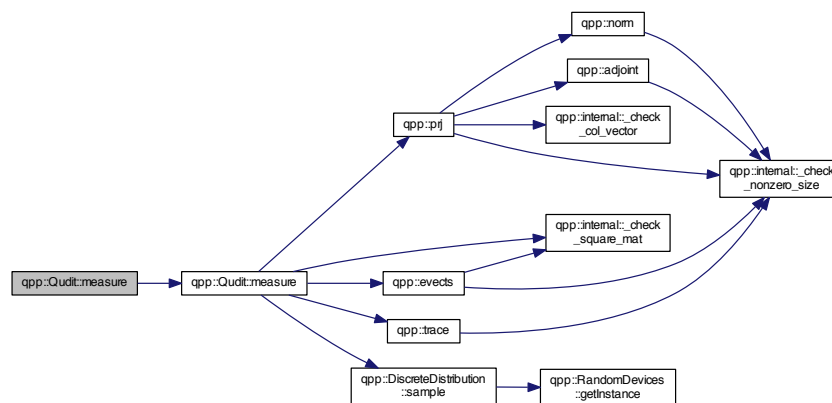 qpp::norm
qpp::adjoint
qpp::prj
qpp::internal::_check
_col_vector
qpp::internal::_check
_nonzero_size
qpp::internal::_check
_square_mat
qpp::Qudit::measure
qpp::Qudit::measure
qpp::evects
qpp::trace
qpp::DiscreteDistribution
::sample
qpp::RandomDevices
::getInstance